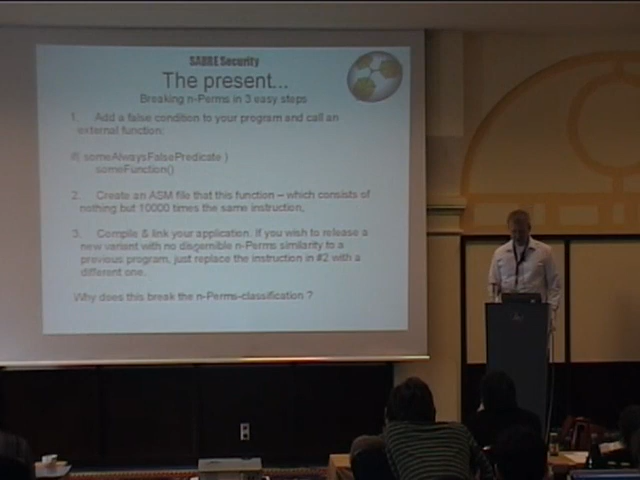 SABRE Security
The present...
Breaking n-Perms in 3 easy steps
1. Add a false condition to your program and call an
external function:
if( someAlwaysFalsePredicate )
someFunction()
2. Create an ASM file that this function – which consists of
nothing but 10000 times the same instruction,
3. Compile & link your application. If you wish to release a
new variant with no discernible n-Perms similarity to a
previous program, just replace the instruction in #2 with a
different one.
Why does this break the n-Perms-classification ?